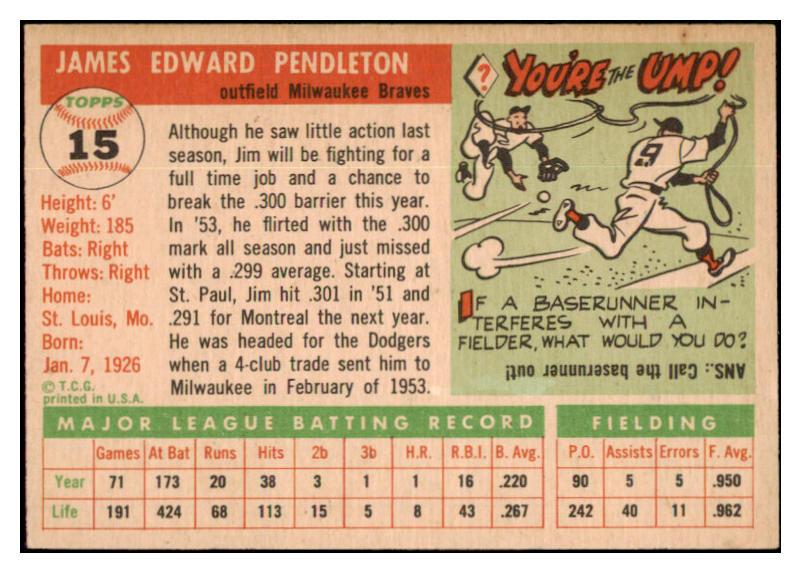 JAMES EDWARD PENDLETON
outfield Milwaukee Braves
TOPPS
15
Height: 6'
Weight: 185
Bats: Right
Throws: Right
Home:
St. Louis, Mo.
Born:
Jan. 7, 1926
© T.C.G.
printed in U.S.A.
Although he saw little action last
season, Jim will be fighting for a
full time job and a chance to
break the .300 barrier this year.
In '53, he flirted with the .300
mark all season and just missed
with a .299 average. Starting at
St. Paul, Jim hit .301 in '51 and
.291 for Montreal the next year.
He was headed for the Dodgers
when a 4-club trade sent him to
Milwaukee in February of 1953.
? YOU'RE THE UMP!
9
IF A BASERUNNER IN-
TERFERES WITH A
FIELDER, WHAT WOULD YOU DO?
ANS.: Call the baserunner out!
MAJOR LEAGUE BATTING RECORD
Games At Bat Runs Hits 2b 3b H.R. R.B.I. B. Avg.
Year 71 173 20 38 3 1 1 16 .220
Life 191 424 68 113 15 5 8 43 .267
FIELDING
P.O. Assists Errors F. Avg.
90 5 5 .950
242 40 11 .962